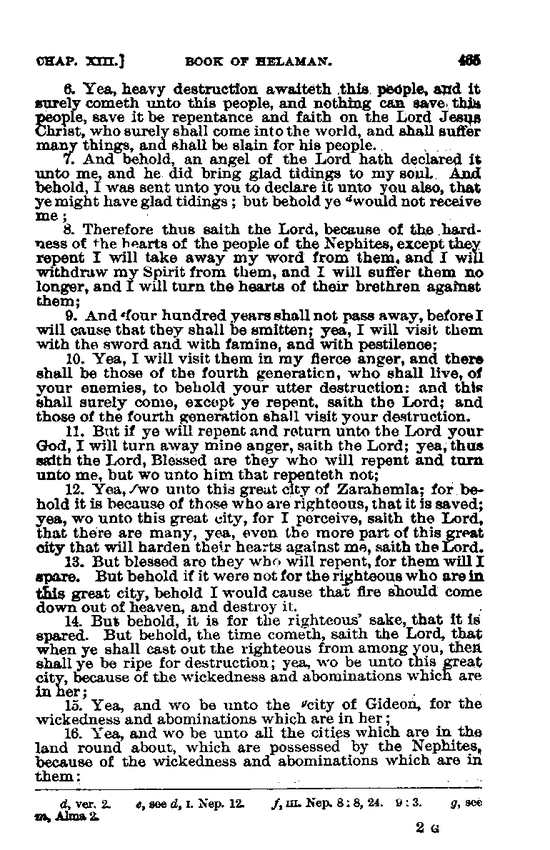 CHAP. XIII.] BOOK OF HELAMAN. 465
6. Yea, heavy destruction awaiteth this people, and it
surely cometh unto this people, and nothing can save this
people, save it be repentance and faith on the Lord Jesus
Christ, who surely shall come into the world, and shall suffer
many things, and shall be slain for his people.
7. And behold, an angel of the Lord hath declared it
unto me, and he did bring glad tidings to my soul. And
behold, I was sent unto you to declare it unto you also, that
ye might have glad tidings; but behold ye dwould not receive
me;
8. Therefore thus saith the Lord, because of the hard-
ness of the hearts of the people of the Nephites, except they
repent I will take away my word from them, and I will
withdraw my Spirit from them, and I will suffer them no
longer, and I will turn the hearts of their brethren against
them;
9. And efour hundred years shall not pass away, before I
will cause that they shall be smitten; yea, I will visit them
with the sword and with famine, and with pestilence;
10. Yea, I will visit them in my fierce anger, and there
shall be those of the fourth generation, who shall live, of
your enemies, to behold your utter destruction: and this
shall surely come, except ye repent, saith the Lord; and
those of the fourth generation shall visit your destruction.
11. But if ye will repent and return unto the Lord your
God, I will turn away mine anger, saith the Lord; yea, thus
saith the Lord, Blessed are they who will repent and turn
unto me, but wo unto him that repenteth not;
12. Yea, fwo unto this great city of Zarahemla; for be-
hold it is because of those who are righteous, that it is saved;
yea, wo unto this great city, for I perceive, saith the Lord,
that there are many, yea, even the more part of this great
city that will harden their hearts against me, saith the Lord.
13. But blessed are they who will repent, for them will I
spare. But behold if it were not for the righteous who are in
this great city, behold I would cause that fire should come
down out of heaven, and destroy it.
14. But behold, it is for the righteous' sake, that it is
spared. But behold, the time cometh, saith the Lord, that
when ye shall cast out the righteous from among you, then
shall ye be ripe for destruction; yea, wo be unto this great
city, because of the wickedness and abominations which are
in her;
15. Yea, and wo be unto the gcity of Gideon, for the
wickedness and abominations which are in her;
16. Yea, and wo be unto all the cities which are in the
land round about, which are possessed by the Nephites,
because of the wickedness and abominations which are in
them:
d, ver. 2. e, see d, I. Nep. 12. f, III. Nep. 8:8, 24. 9:3. g, see
m, Alma 2.
2 G